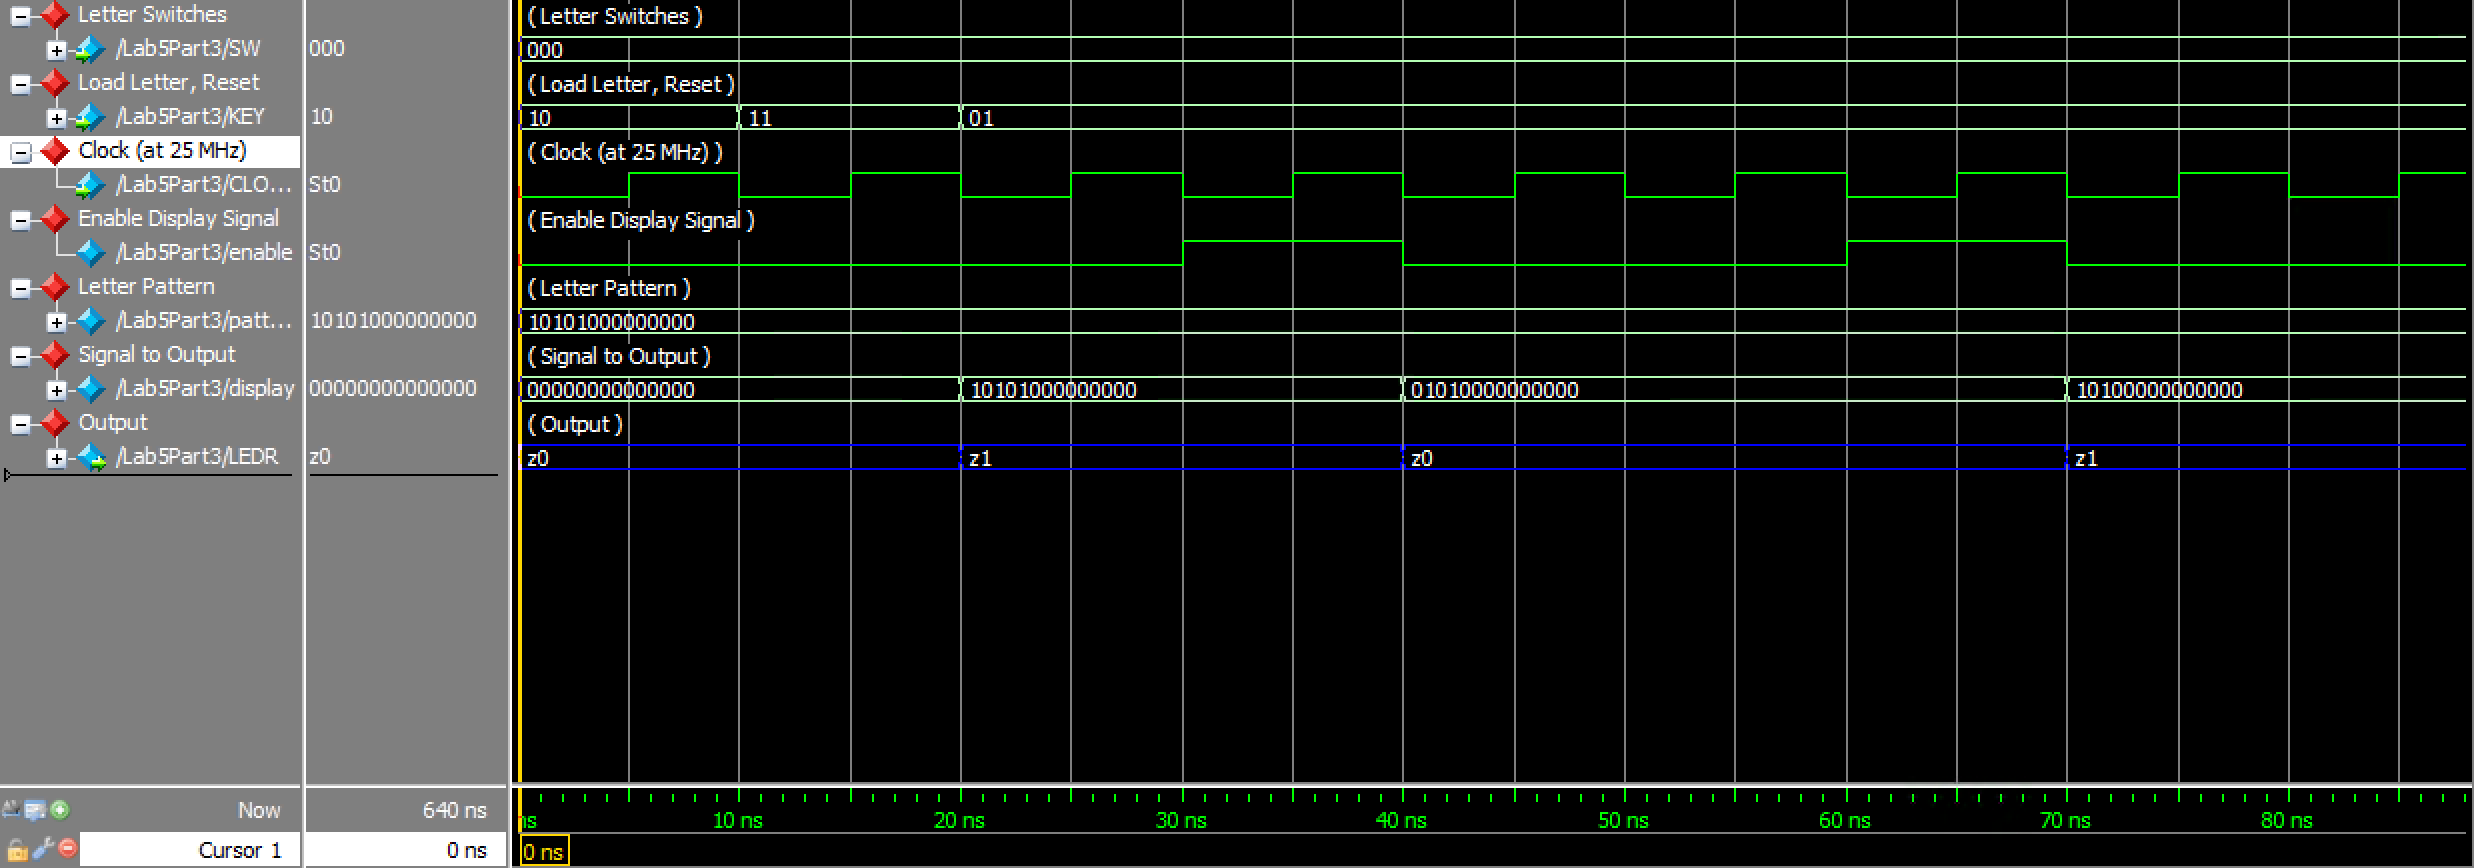 Letter Switches ( Letter Switches )
/Lab5Part3/SW 000 000
Load Letter, Reset ( Load Letter, Reset )
/Lab5Part3/KEY 10 10 11 01
Clock (at 25 MHz) ( Clock (at 25 MHz) )
/Lab5Part3/CLO... St0
Enable Display Signal ( Enable Display Signal )
/Lab5Part3/enable St0
Letter Pattern ( Letter Pattern )
/Lab5Part3/patt... 10101000000000 10101000000000
Signal to Output ( Signal to Output )
/Lab5Part3/display 00000000000000 00000000000000 10101000000000 01010000000000 10100000000000
Output ( Output )
/Lab5Part3/LEDR z0 z0 z1 z0 z1
Now 640 ns ns 10 ns 20 ns 30 ns 40 ns 50 ns 60 ns 70 ns 80 ns
Cursor 1 0 ns 0 ns